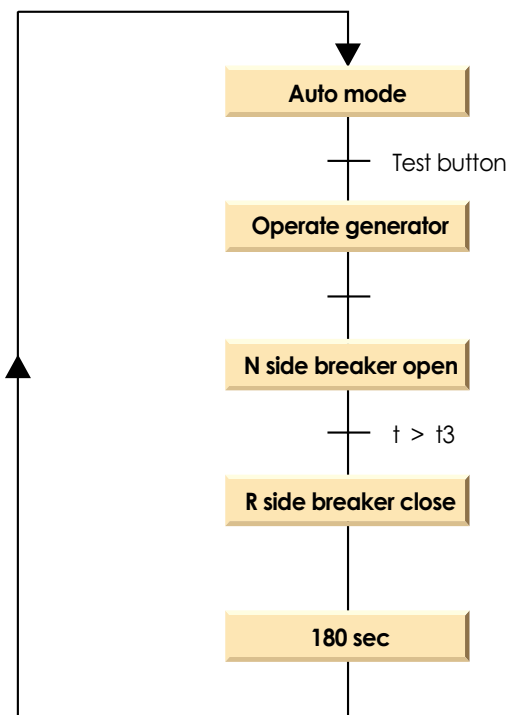 Auto mode
Test button
Operate generator
N side breaker open
t > t3
R side breaker close
180 sec